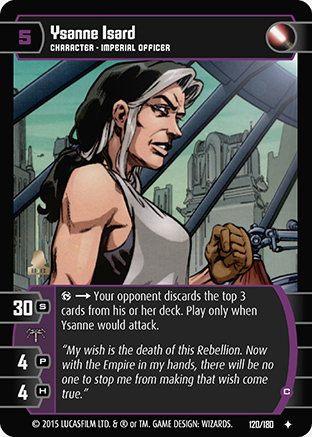 5 Ysanne Isard
CHARACTER - IMPERIAL OFFICER
30 S
Your opponent discards the top 3
cards from his or her deck. Play only when
Ysanne would attack.
4 P
4 H
"My wish is the death of this Rebellion. Now
with the Empire in my hands, there will be no
one to stop me from making that wish come
true."
C
© 2015 LUCASFILM LTD. & ® OR TM. GAME DESIGN: WIZARDS. 120/180